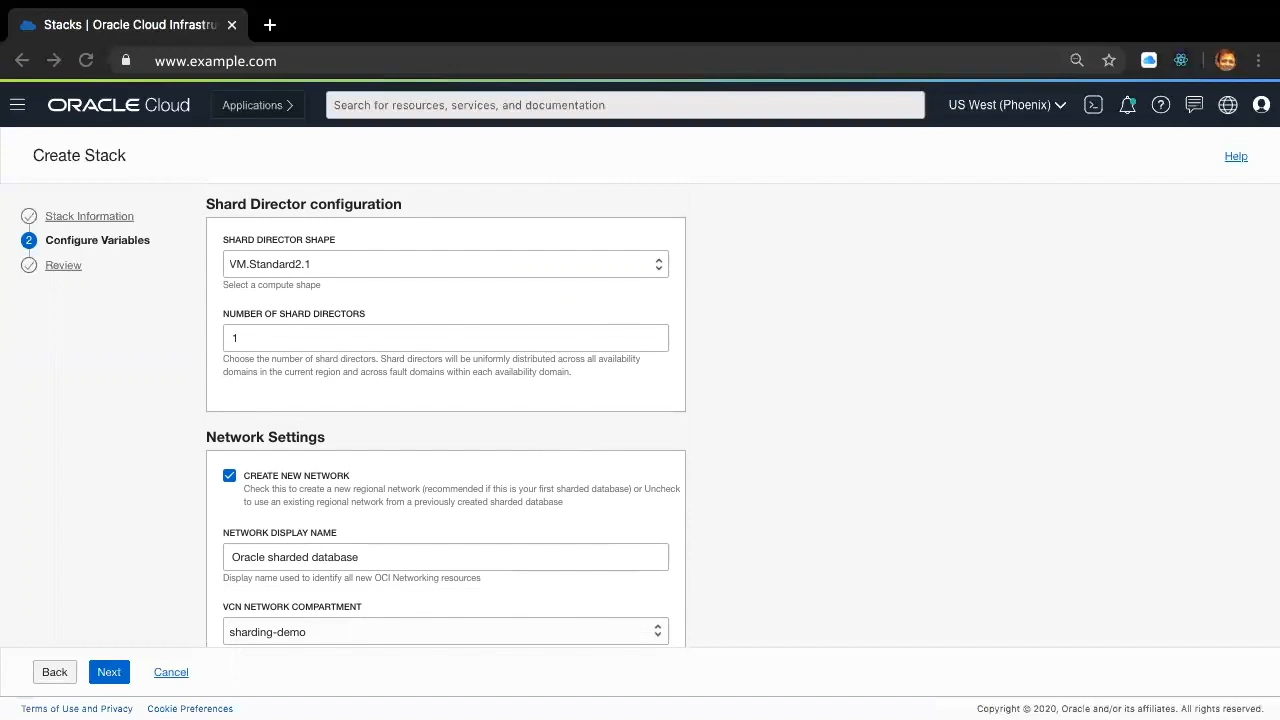 Stacks | Oracle Cloud Infrastru
www.example.com
ORACLE Cloud
Applications
Search for resources, services, and documentation
US West (Phoenix)
Create Stack
Help
Stack Information
2 Configure Variables
Review
Shard Director configuration
SHARD DIRECTOR SHAPE
VM.Standard2.1
Select a compute shape
NUMBER OF SHARD DIRECTORS
1
Choose the number of shard directors. Shard directors will be uniformly distributed across all availability
domains in the current region and across fault domains within each availability domain.
Network Settings
CREATE NEW NETWORK
Check this to create a new regional network (recommended if this is your first sharded database) or Uncheck
to use an existing regional network from a previously created sharded database
NETWORK DISPLAY NAME
Oracle sharded database
Display name used to identify all new OCI Networking resources
VCN NETWORK COMPARTMENT
sharding-demo
Back
Next
Cancel
Terms of Use and Privacy
Cookie Preferences
Copyright © 2020, Oracle and/or its affiliates. All rights reserved.